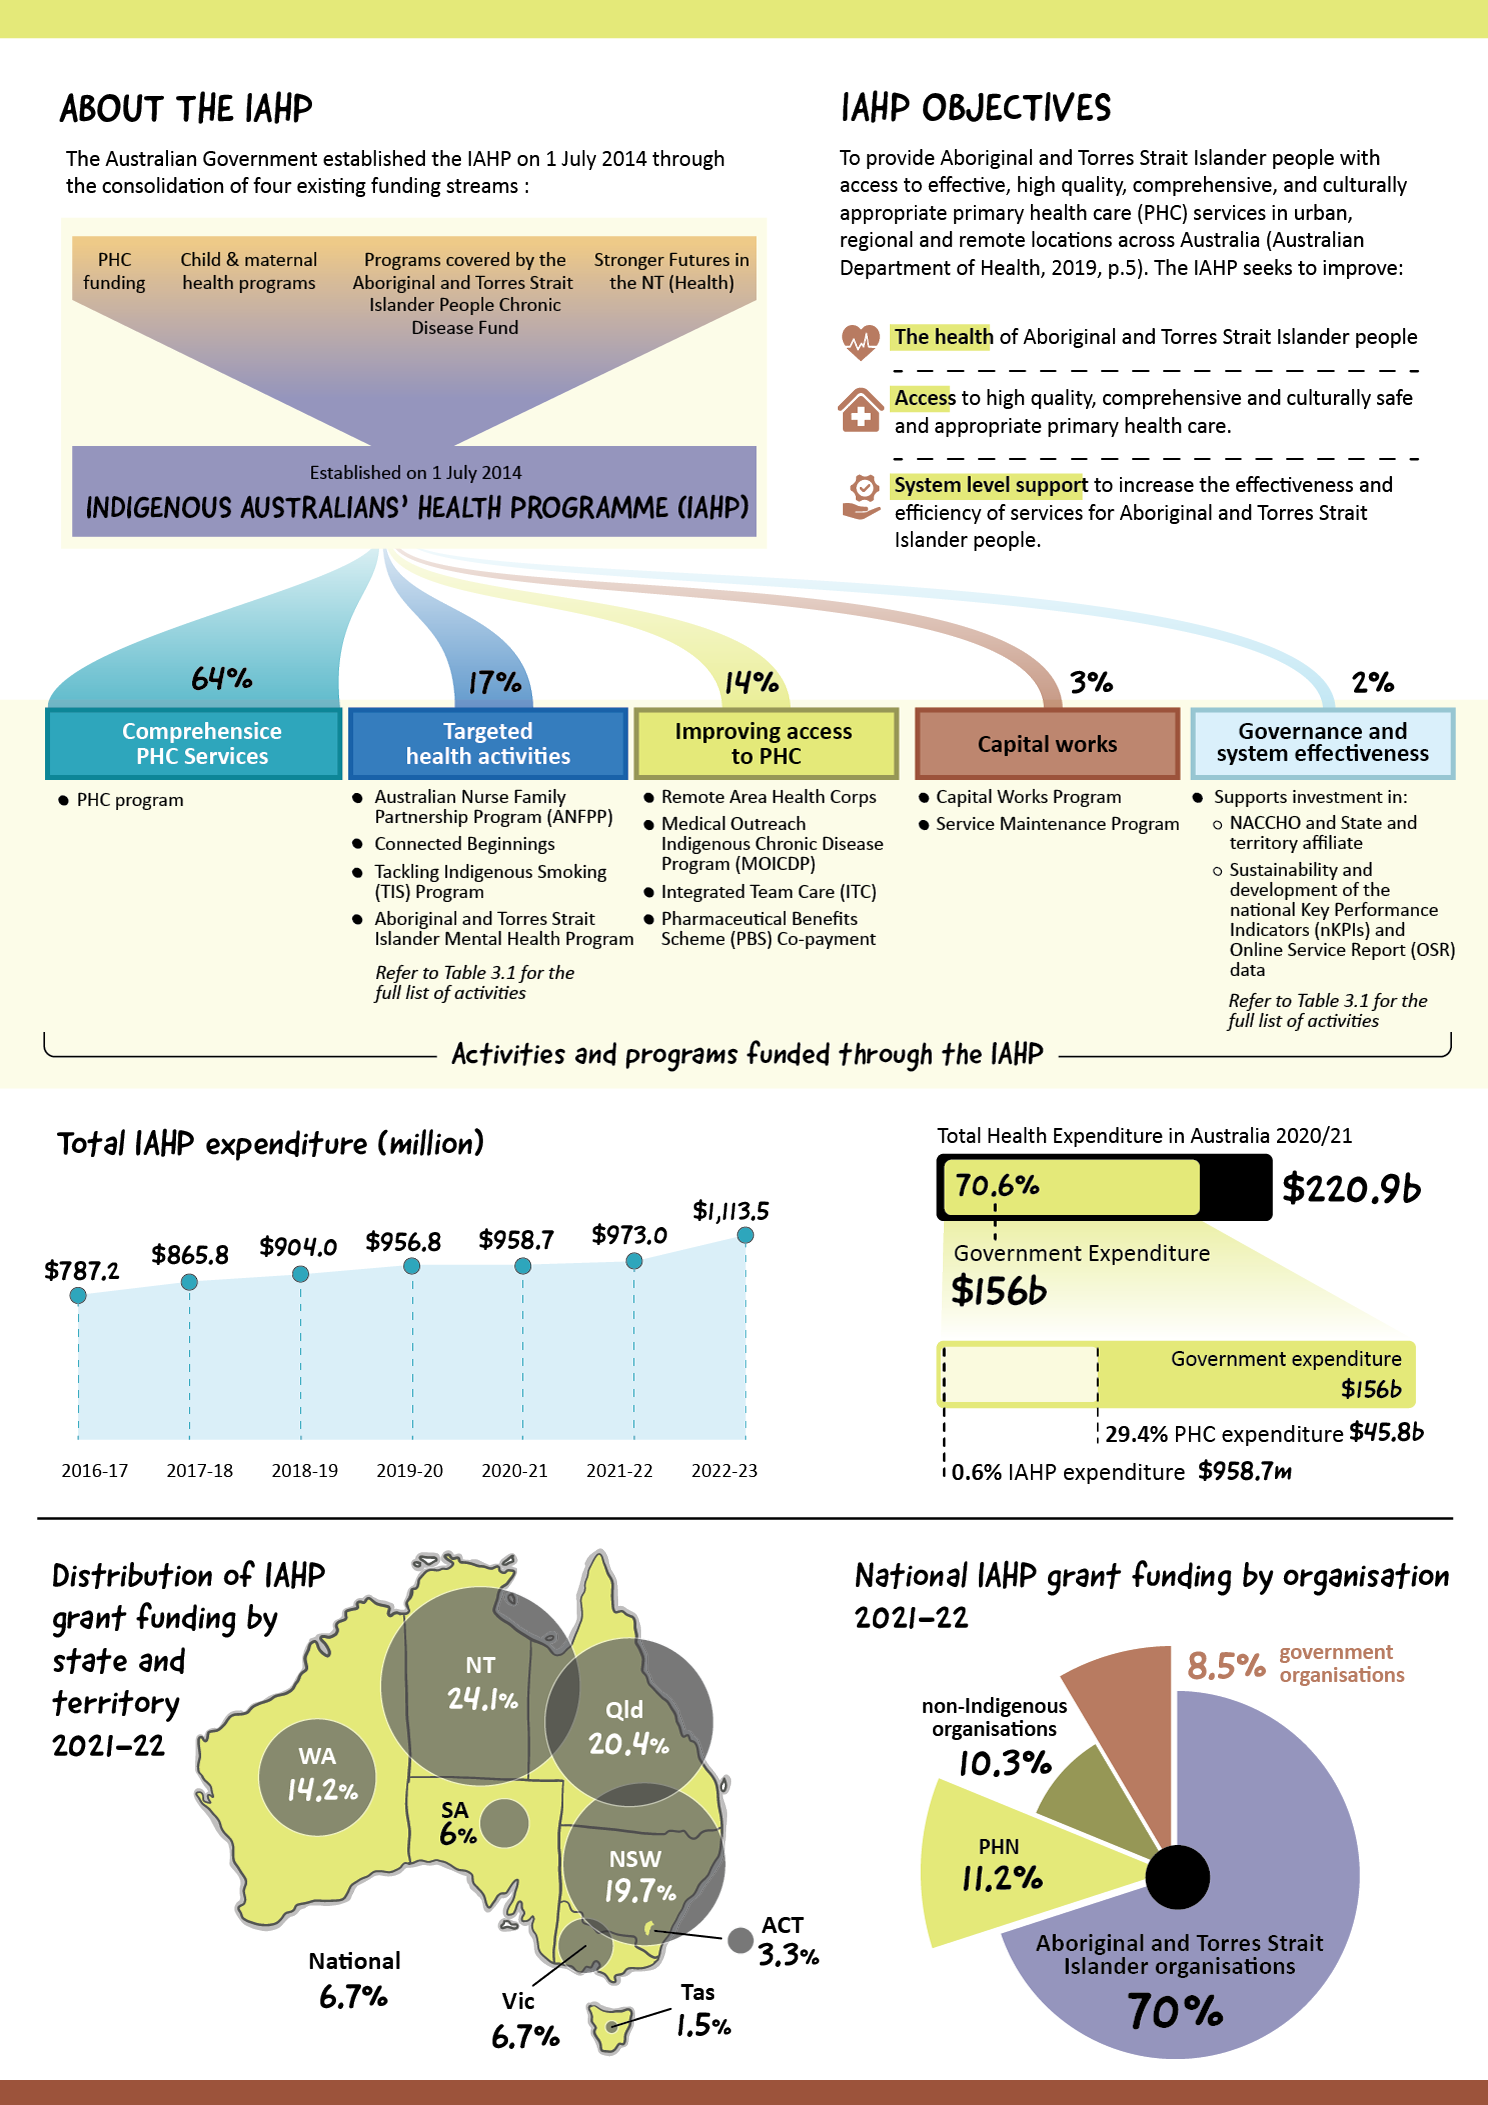 ABOUT THE IAHP
The Australian Government established the IAHP on 1 July 2014 through
the consolidation of four existing funding streams :
PHC
funding
Child & maternal
health programs
Programs covered by the
Aboriginal and Torres Strait
Islander People Chronic
Disease Fund
Stronger Futures in
the NT (Health)
Established on 1 July 2014
INDIGENOUS AUSTRALIANS' HEALTH PROGRAMME (IAHP)
IAHP OBJECTIVES
To provide Aboriginal and Torres Strait Islander people with
access to effective, high quality, comprehensive, and culturally
appropriate primary health care (PHC) services in urban,
regional and remote locations across Australia (Australian
Department of Health, 2019, p.5). The IAHP seeks to improve:
The health of Aboriginal and Torres Strait Islander people
Access to high quality, comprehensive and culturally safe
and appropriate primary health care.
System level support to increase the effectiveness and
efficiency of services for Aboriginal and Torres Strait
Islander people.
64%
Comprehensice
PHC Services
● PHC program
17%
Targeted
health activities
● Australian Nurse Family
Partnership Program (ANFPP)
● Connected Beginnings
● Tackling Indigenous Smoking
(TIS) Program
● Aboriginal and Torres Strait
Islander Mental Health Program
Refer to Table 3.1 for the
full list of activities
14%
Improving access
to PHC
● Remote Area Health Corps
● Medical Outreach
Indigenous Chronic Disease
Program (MOICDP)
● Integrated Team Care (ITC)
● Pharmaceutical Benefits
Scheme (PBS) Co-payment
3%
Capital works
● Capital Works Program
● Service Maintenance Program
2%
Governance and
system effectiveness
● Supports investment in:
○ NACCHO and State and
territory affiliate
○ Sustainability and
development of the
national Key Performance
Indicators (nKPIs) and
Online Service Report (OSR)
data
Refer to Table 3.1 for the
full list of activities
Activities and programs funded through the IAHP
Total IAHP expenditure (million)
$787.2
$865.8
$904.0
$956.8
$958.7
$973.0
$1,113.5
2016-17
2017-18
2018-19
2019-20
2020-21
2021-22
2022-23
Total Health Expenditure in Australia 2020/21
70.6%
$220.9b
Government Expenditure
$156b
Government expenditure
$156b
29.4% PHC expenditure $45.8b
0.6% IAHP expenditure $958.7m
Distribution of IAHP
grant funding by
state and
territory
2021-22
NT
24.1%
Qld
20.4%
WA
14.2%
SA
6%
NSW
19.7%
ACT
3.3%
National
6.7%
Vic
6.7%
Tas
1.5%
National IAHP grant funding by organisation
2021-22
8.5%
government
organisations
non-Indigenous
organisations
10.3%
PHN
11.2%
Aboriginal and Torres Strait
Islander organisations
70%